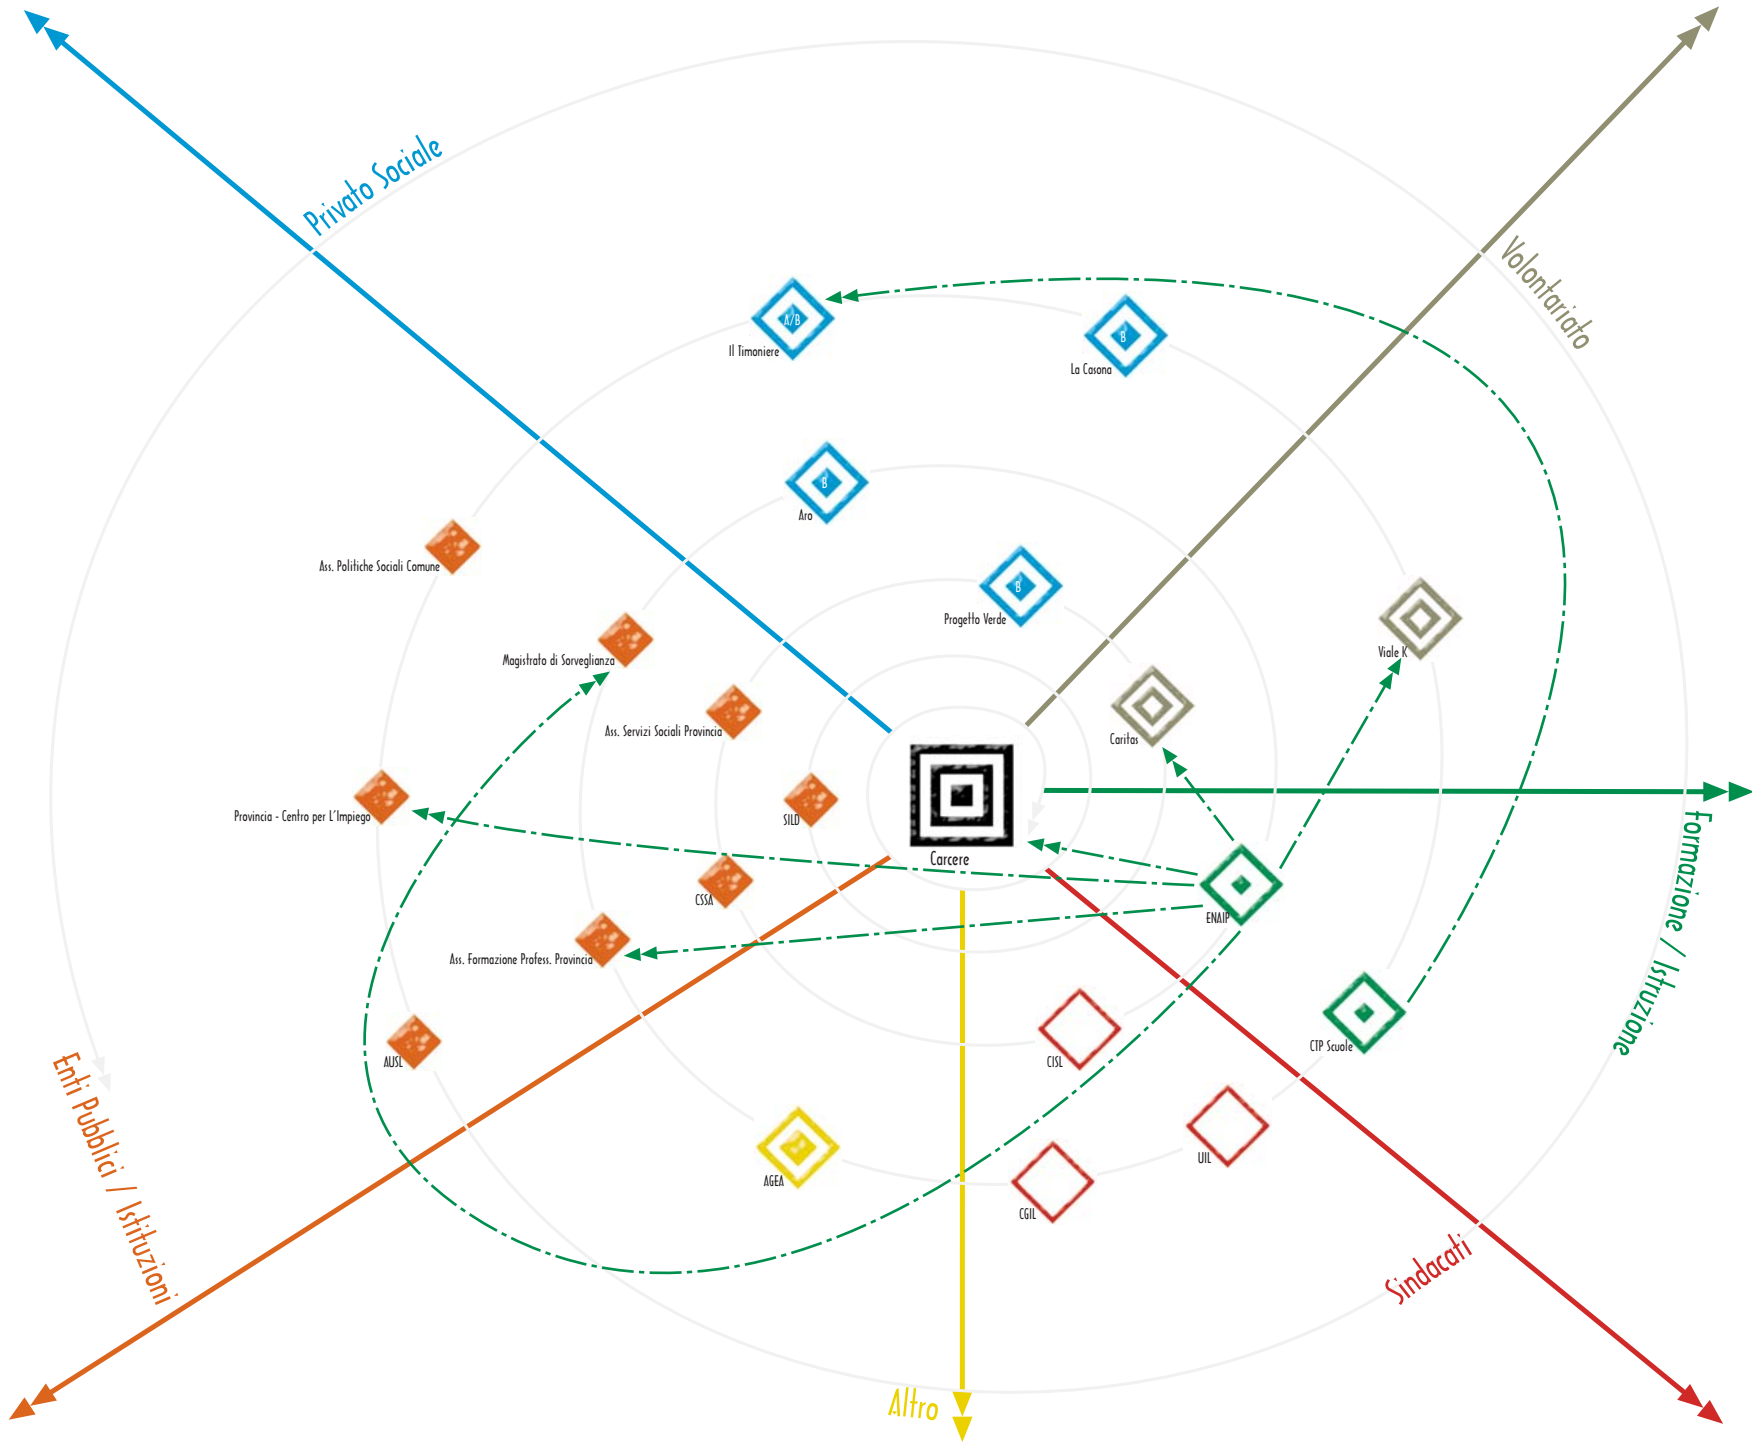 Privato Sociale
Volontariato
A/B
Il Timoniere
B
La Casona
B
Aro
Ass. Politiche Sociali Comune
B
Progetto Verde
Magistrato di Sorveglianza
Viale K
Ass. Servizi Sociali Provincia
Caritas
Provincia - Centro per L'Impiego
SILD
Carcere
Formazione / Istruzione
CSSA
ENAIP
Ass. Formazione Profess. Provincia
AUSL
CISL
CTP Scuole
Enti Pubblici / Istituzioni
AGEA
UIL
CGIL
Sindacati
Altro